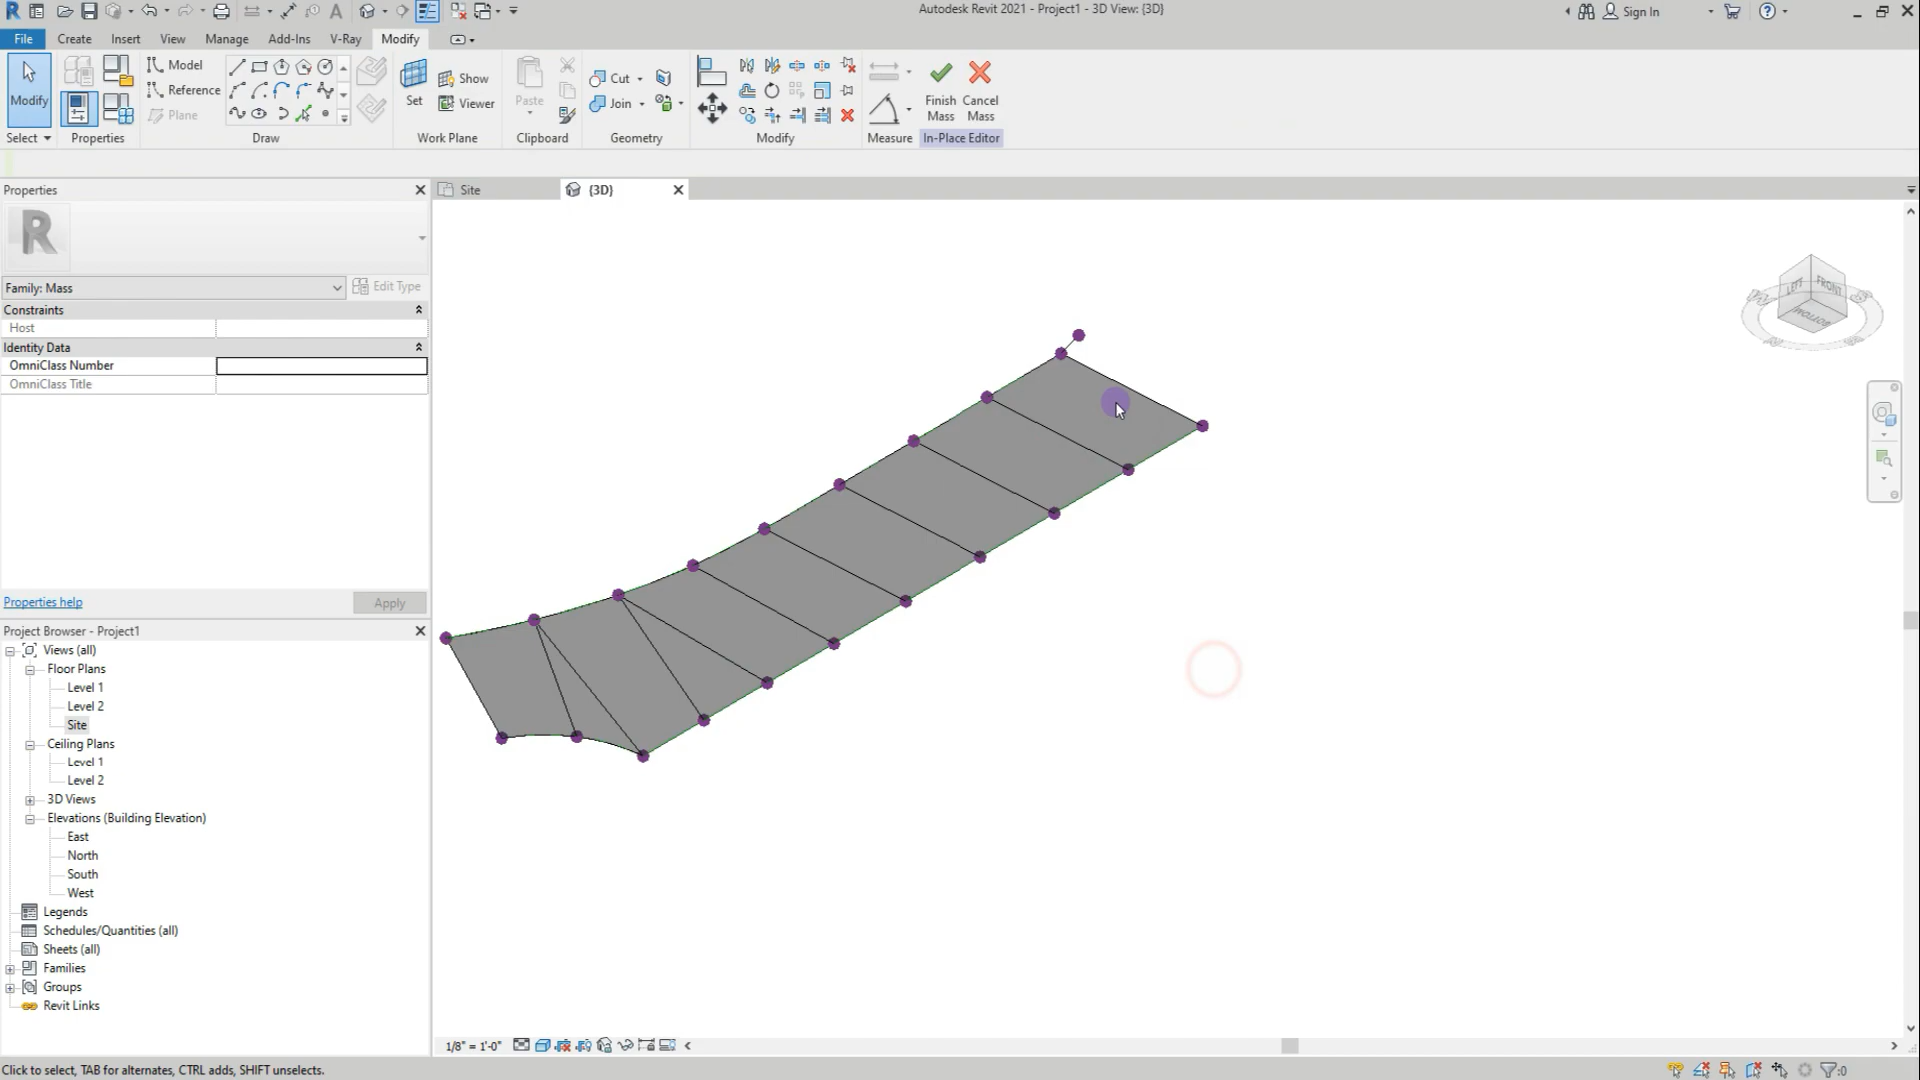 Autodesk Revit 2021 - Project1 - 3D View: {3D}
Sign In
File Create Insert View Manage Add-Ins V-Ray Modify
Modify
Select
Properties
Model
Reference
Plane
Draw
Set
Show
Viewer
Work Plane
Paste
Clipboard
Cut
Join
Geometry
Modify
Measure
Finish Mass
Cancel Mass
In-Place Editor
Properties
Site
{3D}
R
Family: Mass
Edit Type
Constraints
Host
Identity Data
OmniClass Number
OmniClass Title
Properties help
Apply
Project Browser - Project1
Views (all)
Floor Plans
Level 1
Level 2
Site
Ceiling Plans
Level 1
Level 2
3D Views
Elevations (Building Elevation)
East
North
South
West
Legends
Schedules/Quantities (all)
Sheets (all)
Families
Groups
Revit Links
LEFT
FRONT
BOTTOM
1/8" = 1'-0"
Click to select, TAB for alternates, CTRL adds, SHIFT unselects.
:0